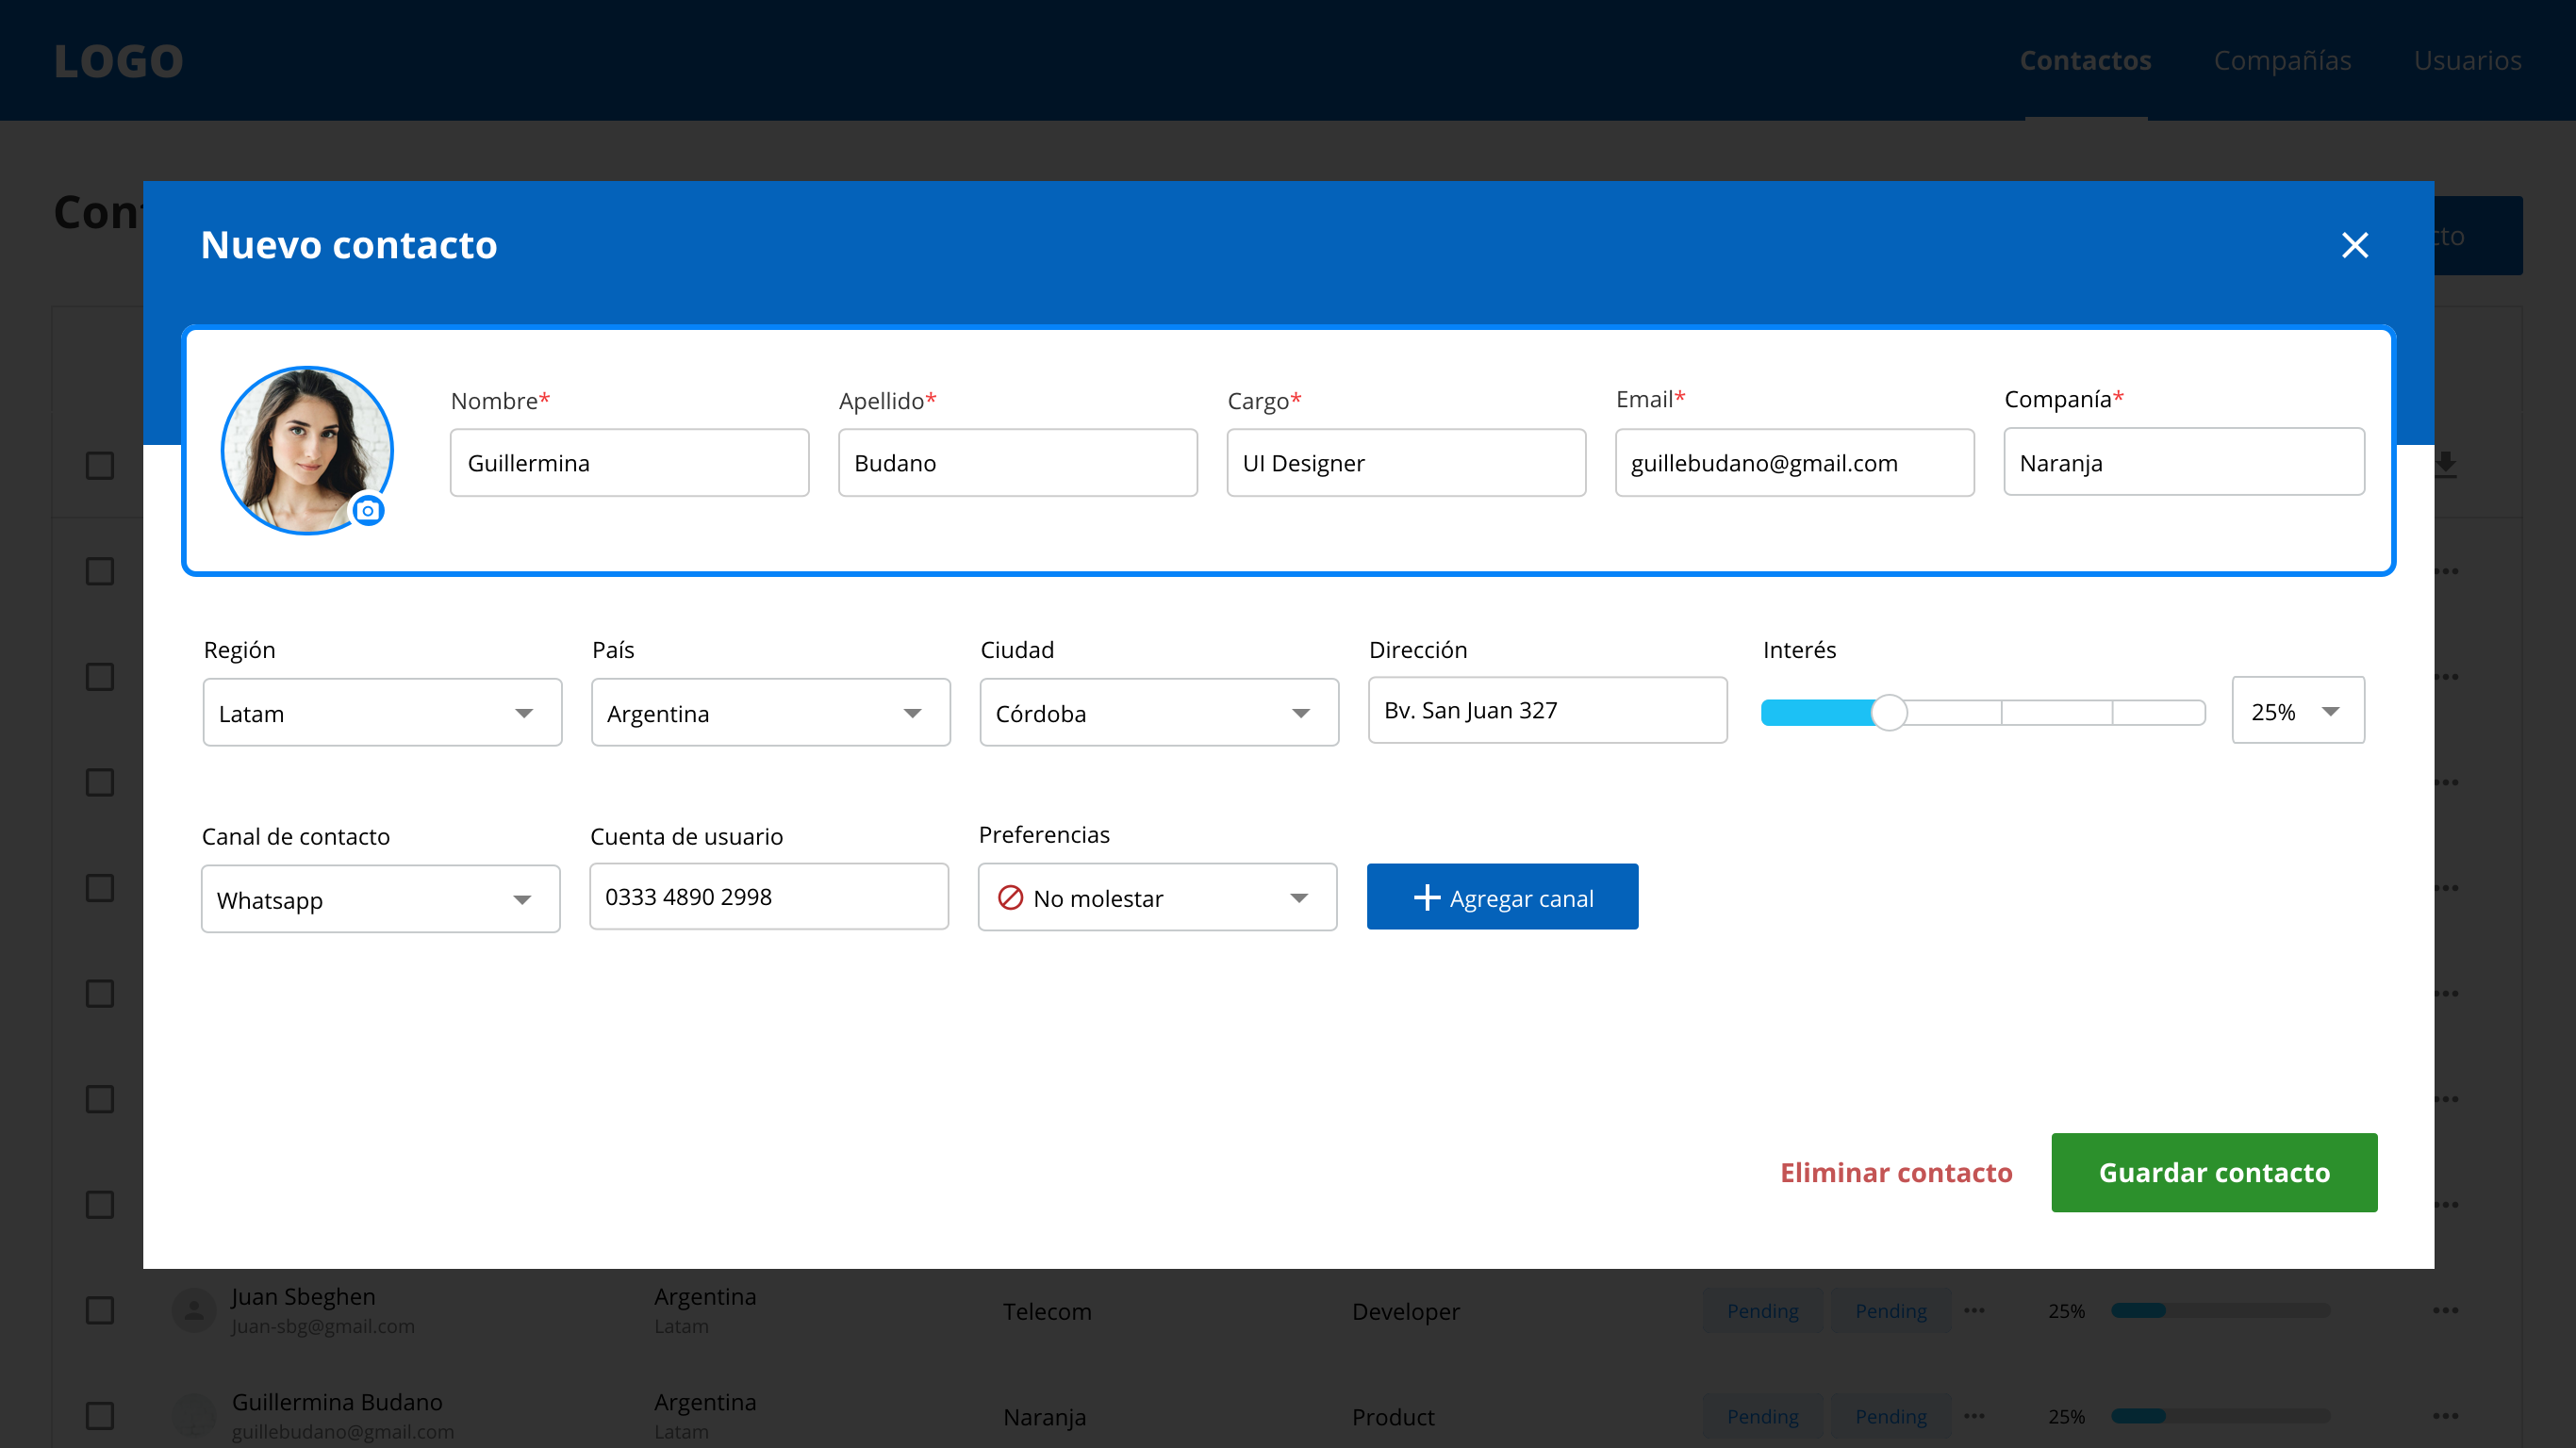 LOGO
Contactos Compañías Usuarios
Nuevo contacto
Nombre* Apellido* Cargo* Email* Companía*
Guillermina Budano UI Designer guillebudano@gmail.com Naranja
Región País Ciudad Dirección Interés
Latam Argentina Córdoba Bv. San Juan 327 25%
Canal de contacto Cuenta de usuario Preferencias
Whatsapp 0333 4890 2998 No molestar Agregar canal
Eliminar contacto Guardar contacto
Juan Sbeghen Argentina Telecom Developer Pending Pending 25%
Juan-sbg@gmail.com Latam
Guillermina Budano Argentina Naranja Product Pending Pending 25%
guillebudano@gmail.com Latam